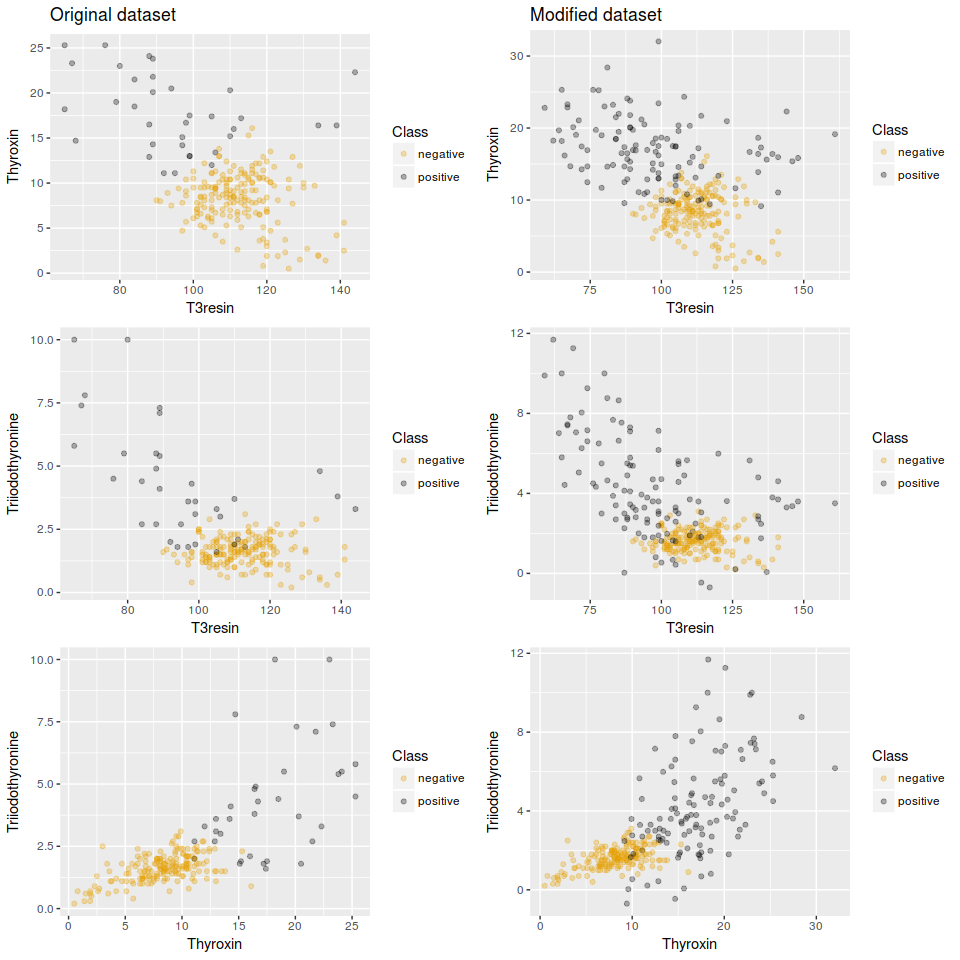 Original dataset
25
20
15
10
5
0
Thyroxin
80 100 120 140
T3resin
Class
negative
positive
Modified dataset
30
20
10
0
Thyroxin
75 100 125 150
T3resin
Class
negative
positive
10.0
7.5
5.0
2.5
0.0
Triiodothyronine
80 100 120 140
T3resin
Class
negative
positive
12
8
4
0
Triiodothyronine
75 100 125 150
T3resin
Class
negative
positive
10.0
7.5
5.0
2.5
0.0
Triiodothyronine
0 5 10 15 20 25
Thyroxin
Class
negative
positive
12
8
4
0
Triiodothyronine
0 10 20 30
Thyroxin
Class
negative
positive